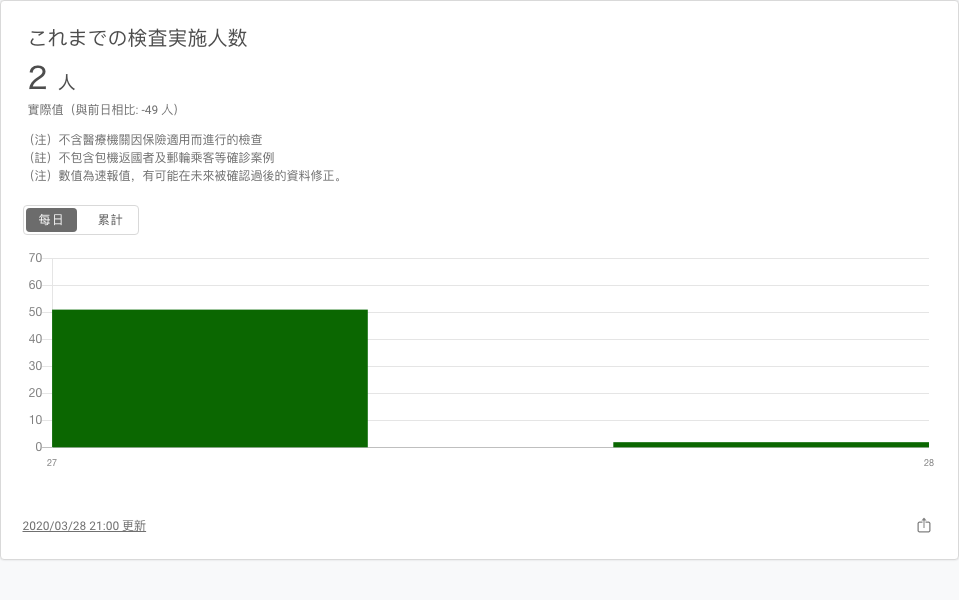 これまでの検査実施人数
2 人
實際值（與前日相比: -49 人）
（注）不含醫療機關因保險適用而進行的檢查
（註）不包含包機返國者及郵輪乘客等確診案例
（注）數值為速報值，有可能在未來被確認過後的資料修正。
每日 累計
70
60
50
40
30
20
10
0
27 28
2020/03/28 21:00 更新